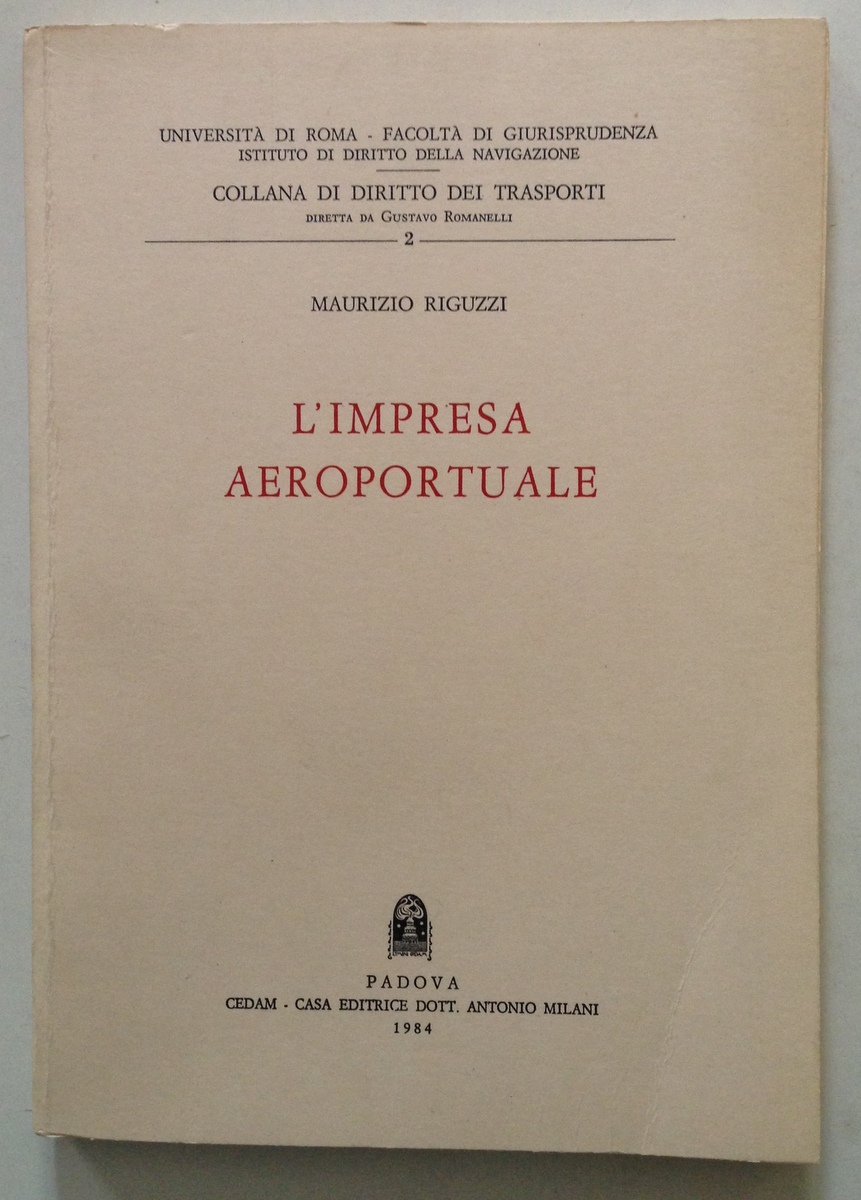 UNIVERSITÀ DI ROMA - FACOLTÀ DI GIURISPRUDENZA
ISTITUTO DI DIRITTO DELLA NAVIGAZIONE
COLLANA DI DIRITTO DEI TRASPORTI
DIRETTA DA GUSTAVO ROMANELLI
2
MAURIZIO RIGUZZI
L'IMPRESA
AEROPORTUALE
PADOVA
CEDAM - CASA EDITRICE DOTT. ANTONIO MILANI
1984